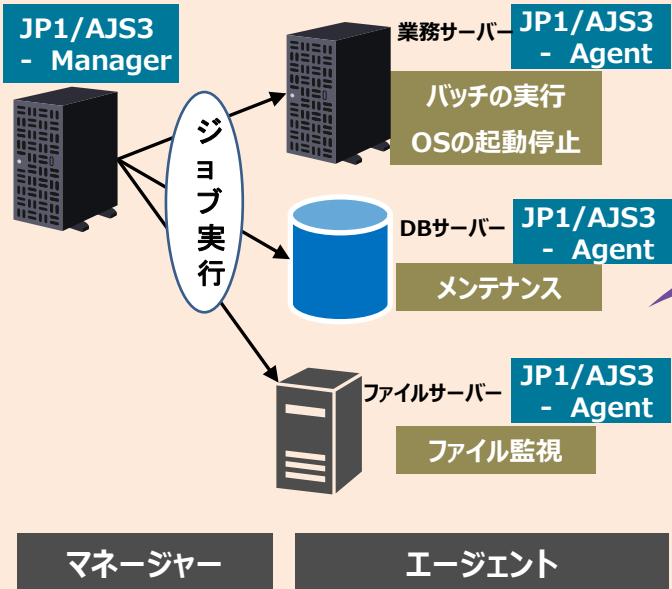 JP1/AJS3
- Manager
ジョブ実行
業務サーバー
JP1/AJS3
- Agent
バッチの実行
OSの起動停止
DBサーバー
JP1/AJS3
- Agent
メンテナンス
ファイルサーバー
JP1/AJS3
- Agent
ファイル監視
マネージャー
エージェント